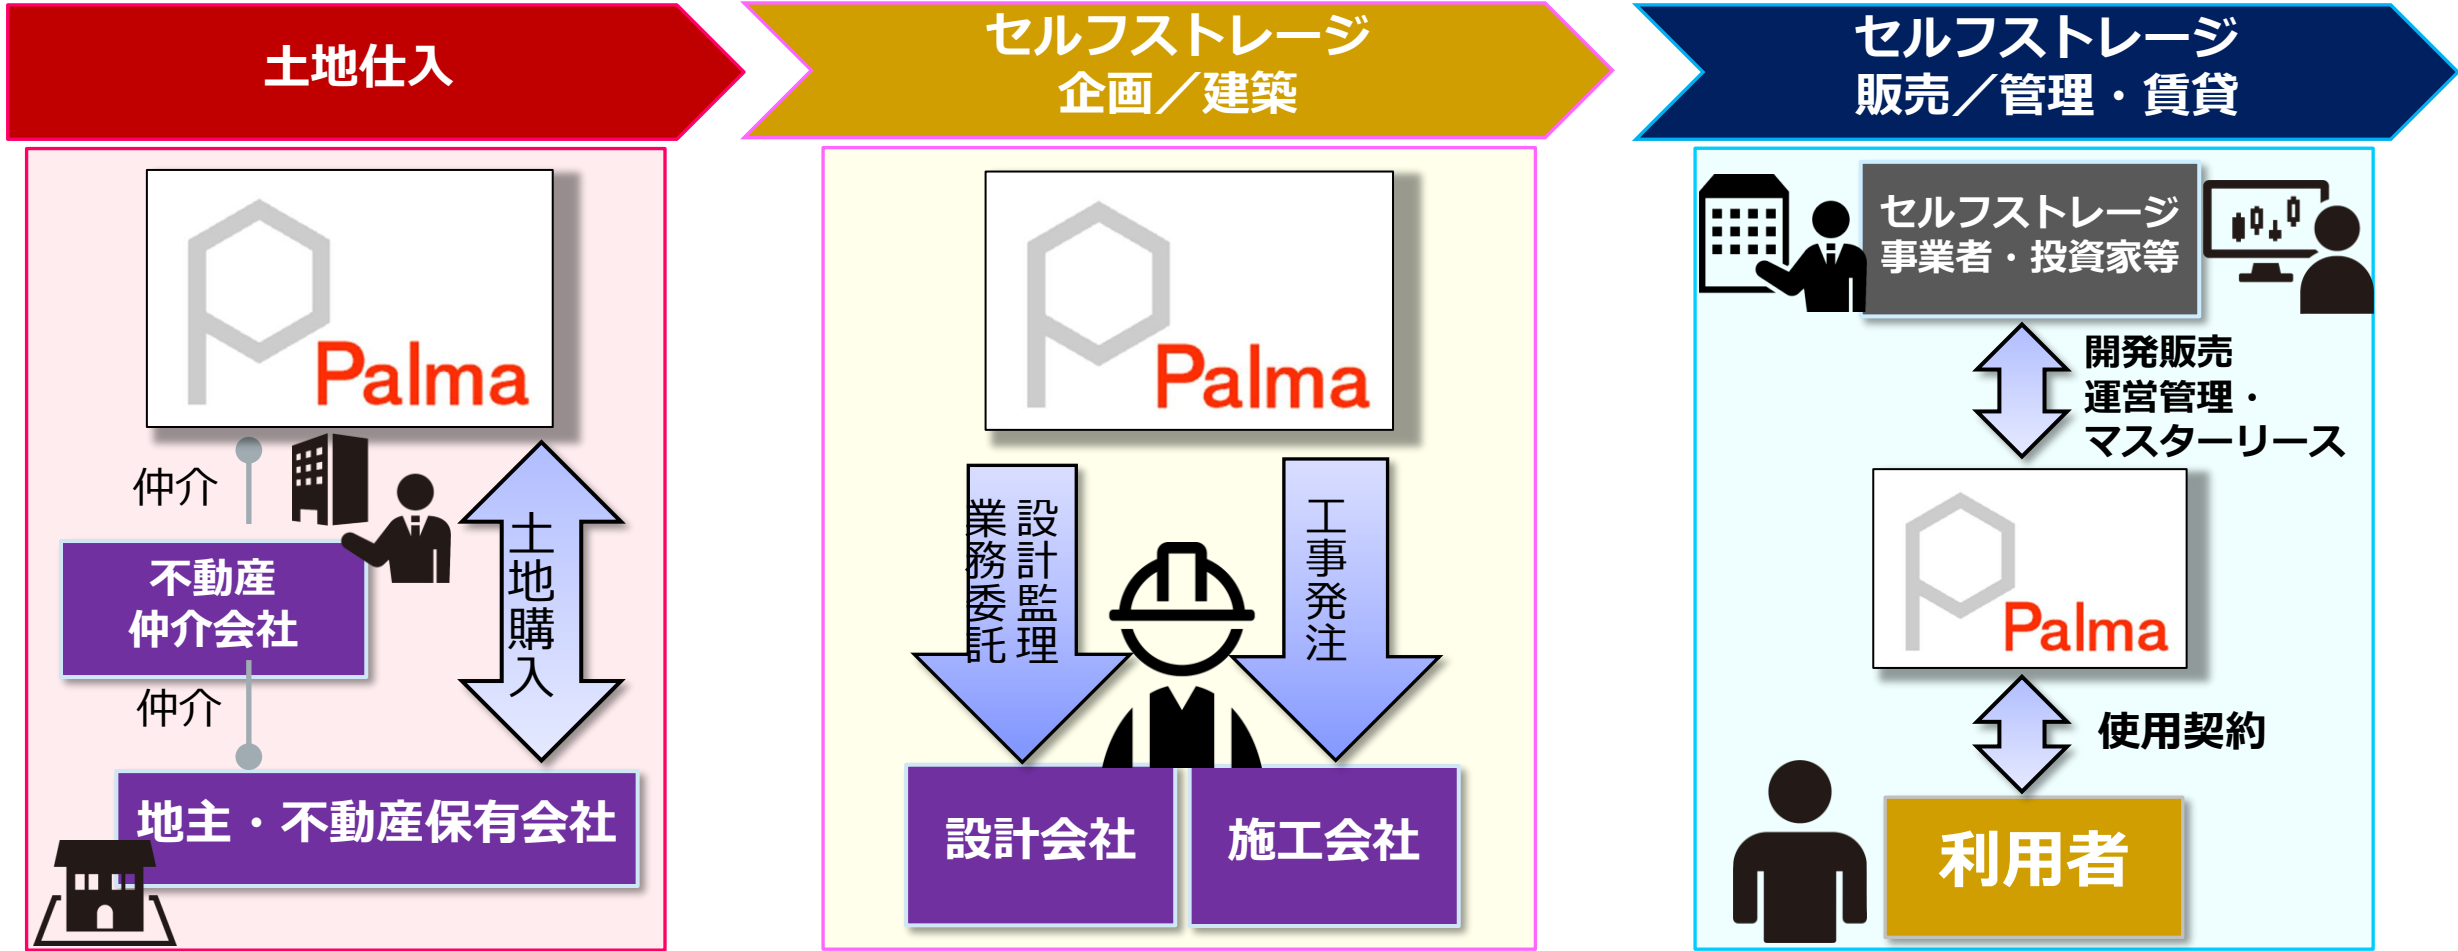 土地仕入
Palma
仲介
不動産
仲介会社
仲介
土地購入
地主・不動産保有会社
セルフストレージ
企画／建築
Palma
設計監理
業務委託
工事発注
設計会社
施工会社
セルフストレージ
販売／管理・賃貸
セルフストレージ
事業者・投資家等
開発販売
運営管理・
マスターリース
Palma
使用契約
利用者